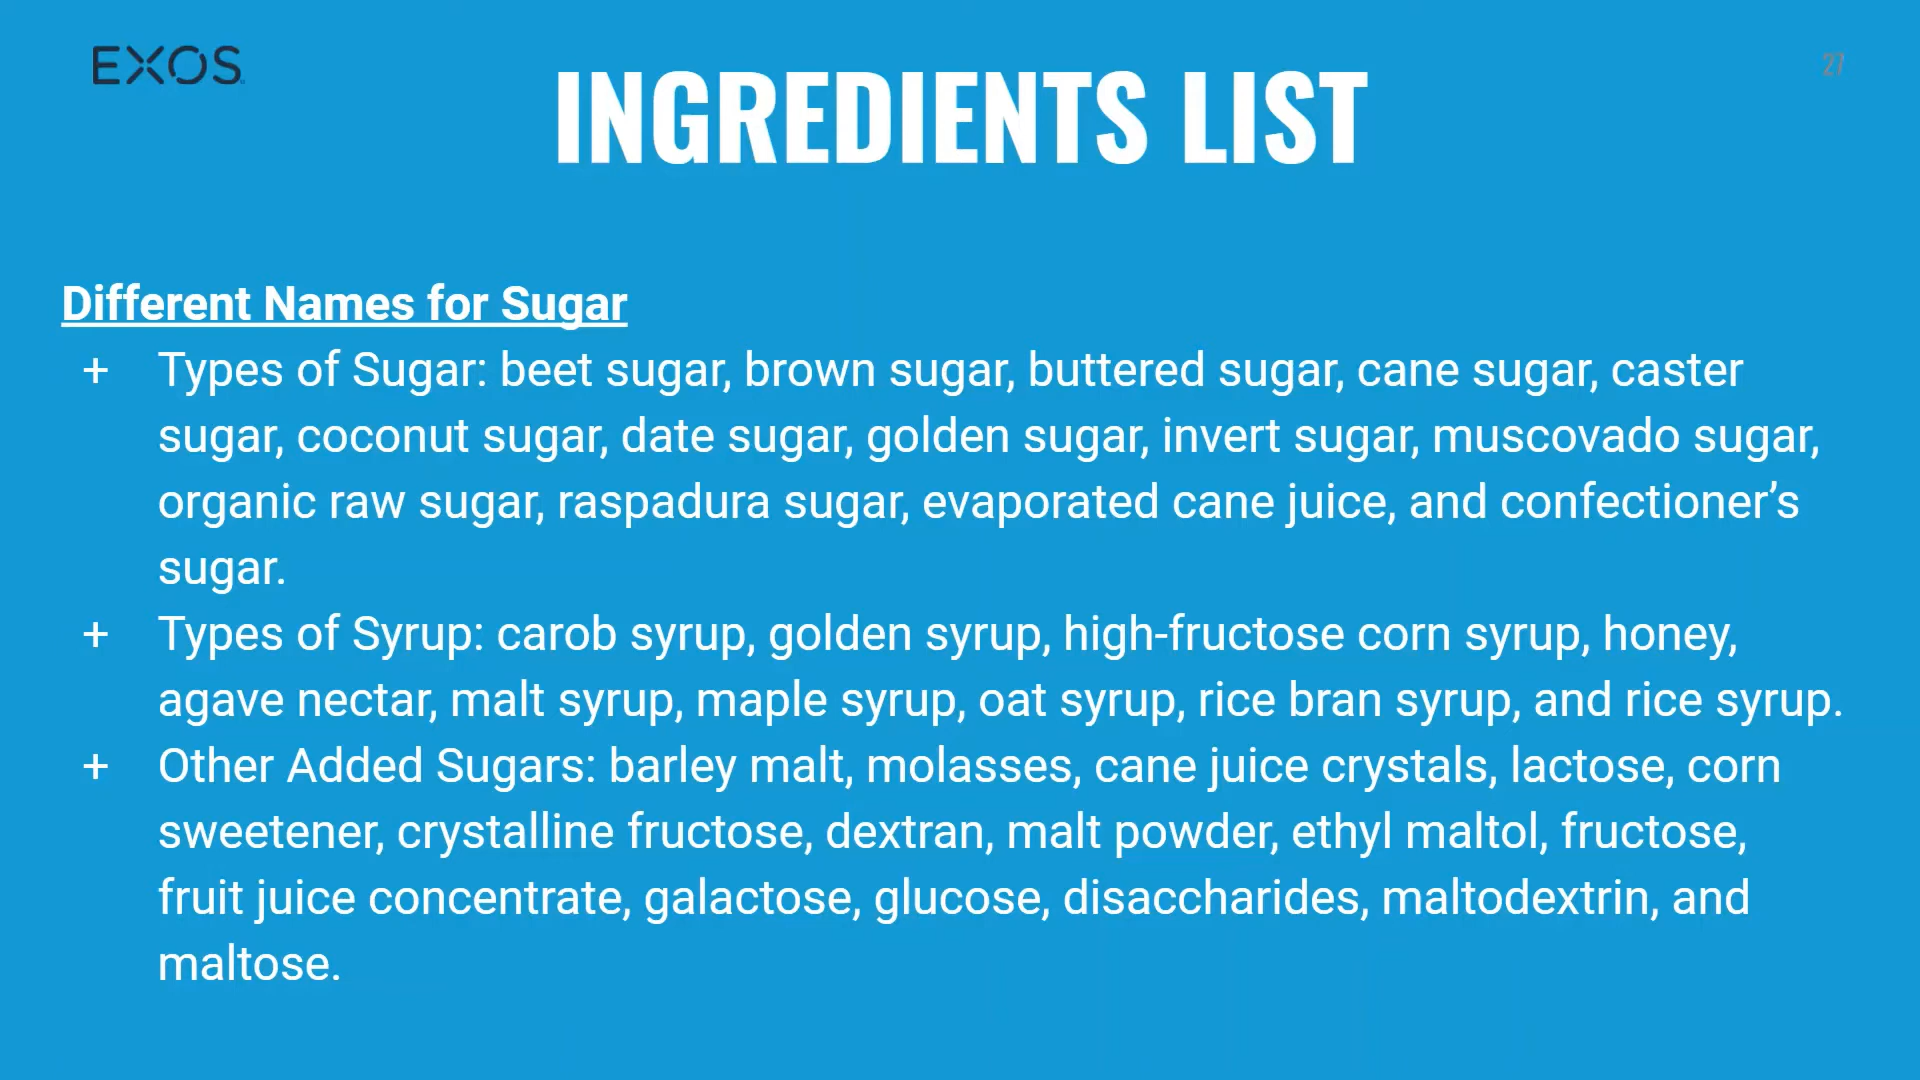 EXOS
27
INGREDIENTS LIST
Different Names for Sugar
+ Types of Sugar: beet sugar, brown sugar, buttered sugar, cane sugar, caster
sugar, coconut sugar, date sugar, golden sugar, invert sugar, muscovado sugar,
organic raw sugar, raspadura sugar, evaporated cane juice, and confectioner’s
sugar.
+ Types of Syrup: carob syrup, golden syrup, high-fructose corn syrup, honey,
agave nectar, malt syrup, maple syrup, oat syrup, rice bran syrup, and rice syrup.
+ Other Added Sugars: barley malt, molasses, cane juice crystals, lactose, corn
sweetener, crystalline fructose, dextran, malt powder, ethyl maltol, fructose,
fruit juice concentrate, galactose, glucose, disaccharides, maltodextrin, and
maltose.